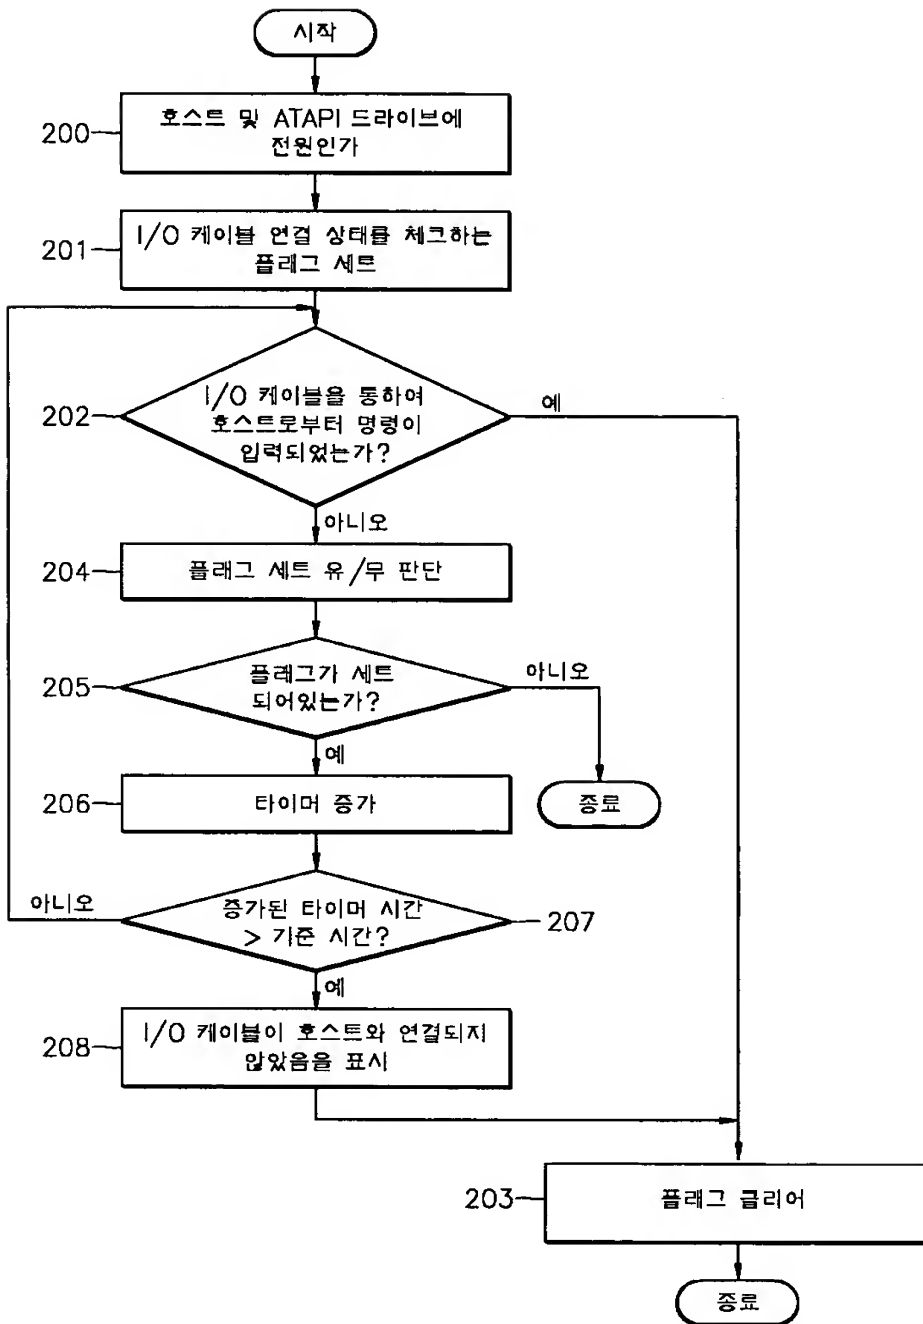 시작
200
호스트 및 ATAPI 드라이브에
전원인가
201
I/O 케이블 연결 상태를 체크하는
플래그 세트
202
I/O 케이블을 통하여
호스트로부터 명령이
입력되었는가?
예
아니오
204
플래그 세트 유/무 판단
205
플래그가 세트
되어있는가?
아니오
예
206
타이머 증가
종료
아니오
증가된 타이머 시간
> 기준 시간?
207
예
208
I/O 케이블이 호스트와 연결되지
않았음을 표시
203
플래그 클리어
종료